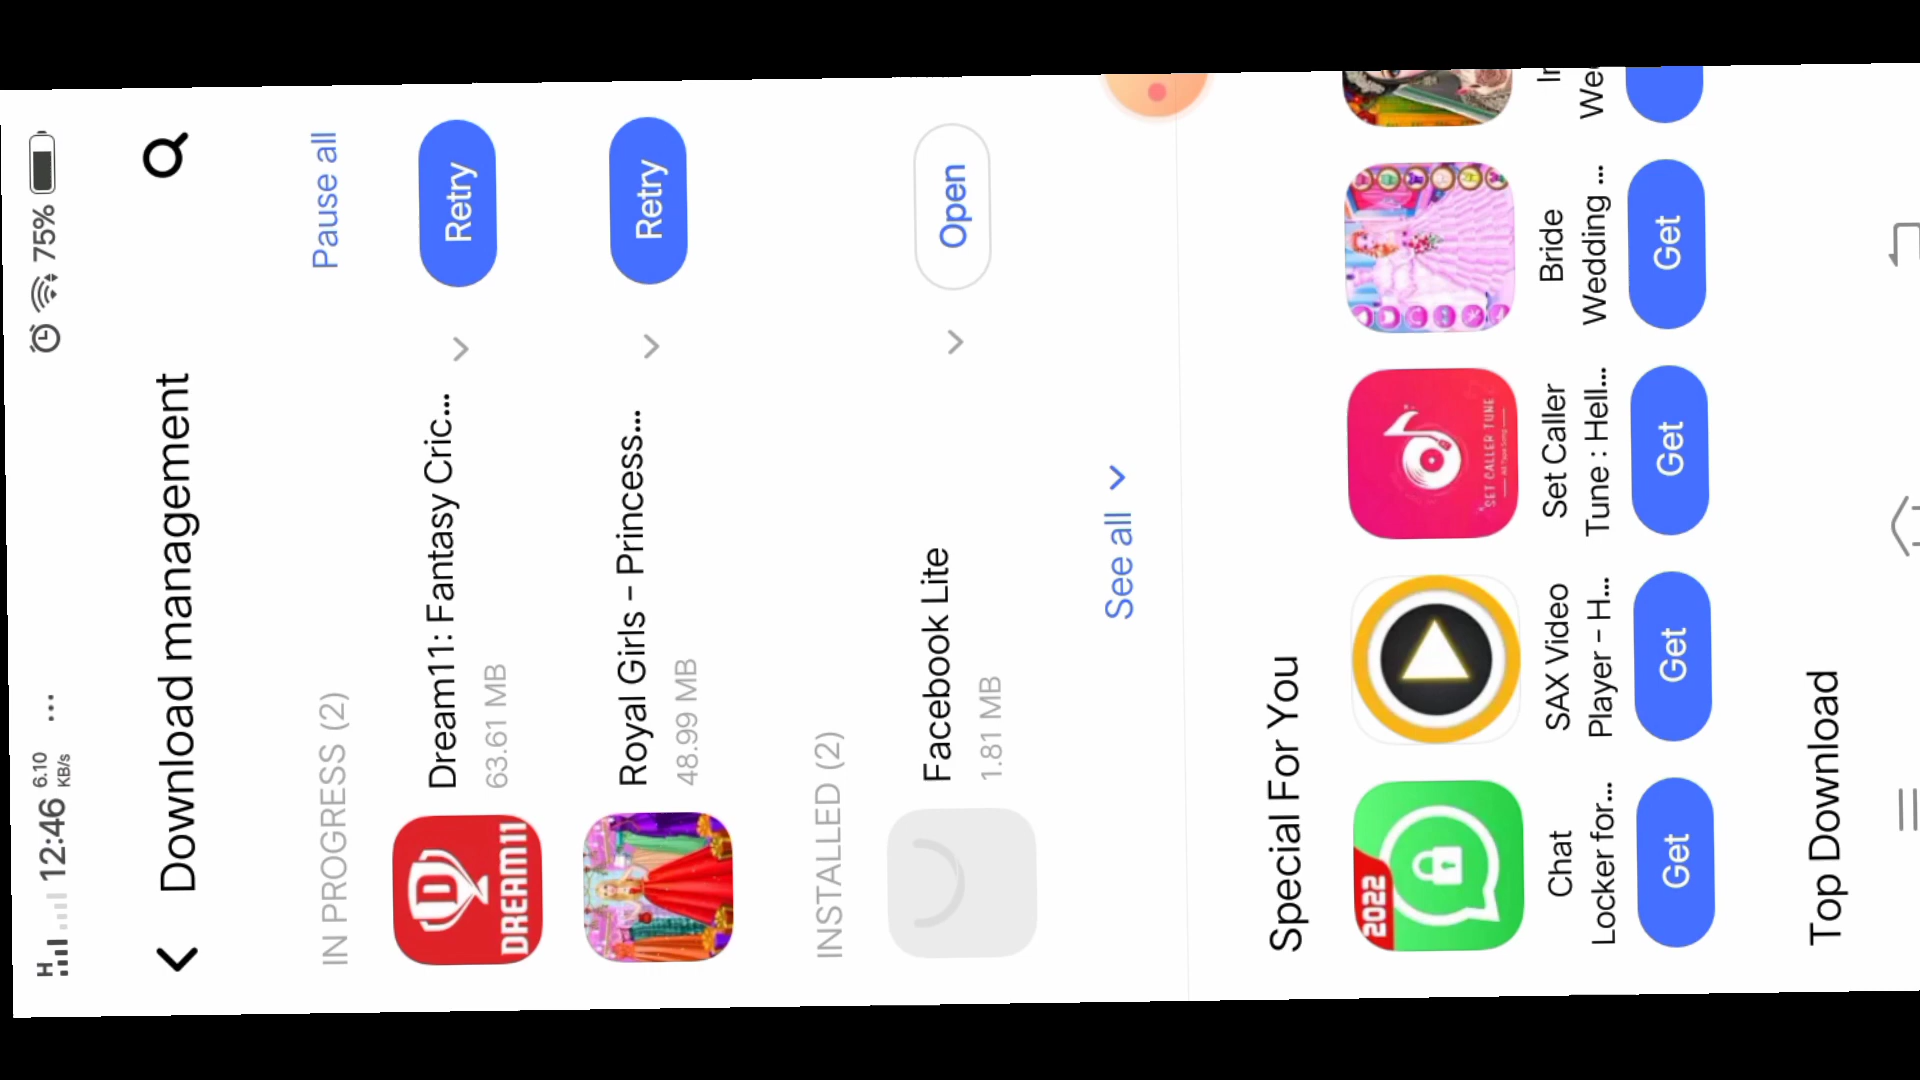 H 12:46 6.10 KB/s ... 75%
Download management
IN PROGRESS (2) Pause all
Dream11: Fantasy Cric... Retry
63.61 MB
DREAM11
Royal Girls - Princess... Retry
48.99 MB
INSTALLED (2)
Facebook Lite Open
1.81 MB
See all
Special For You
2022
SET CALLER TUNE
Chat
Locker for...
Get
SAX Video
Player - H...
Get
Set Caller
Tune : Hell...
Get
Bride
Wedding ...
Get
We
Top Download